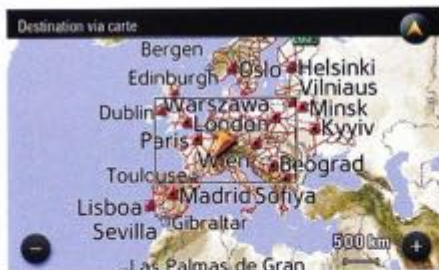 Destination via carte
Bergen
Edinburgh Oslo Helsinki
Vilniaus
Dublin Warszawa Minsk
London Kyyiv
Paris
Wien
Toulouse Beograd
Madrid Sofiya
Lisboa
Gibraltar
Sevilla
500 km
Las Palmas de Gran